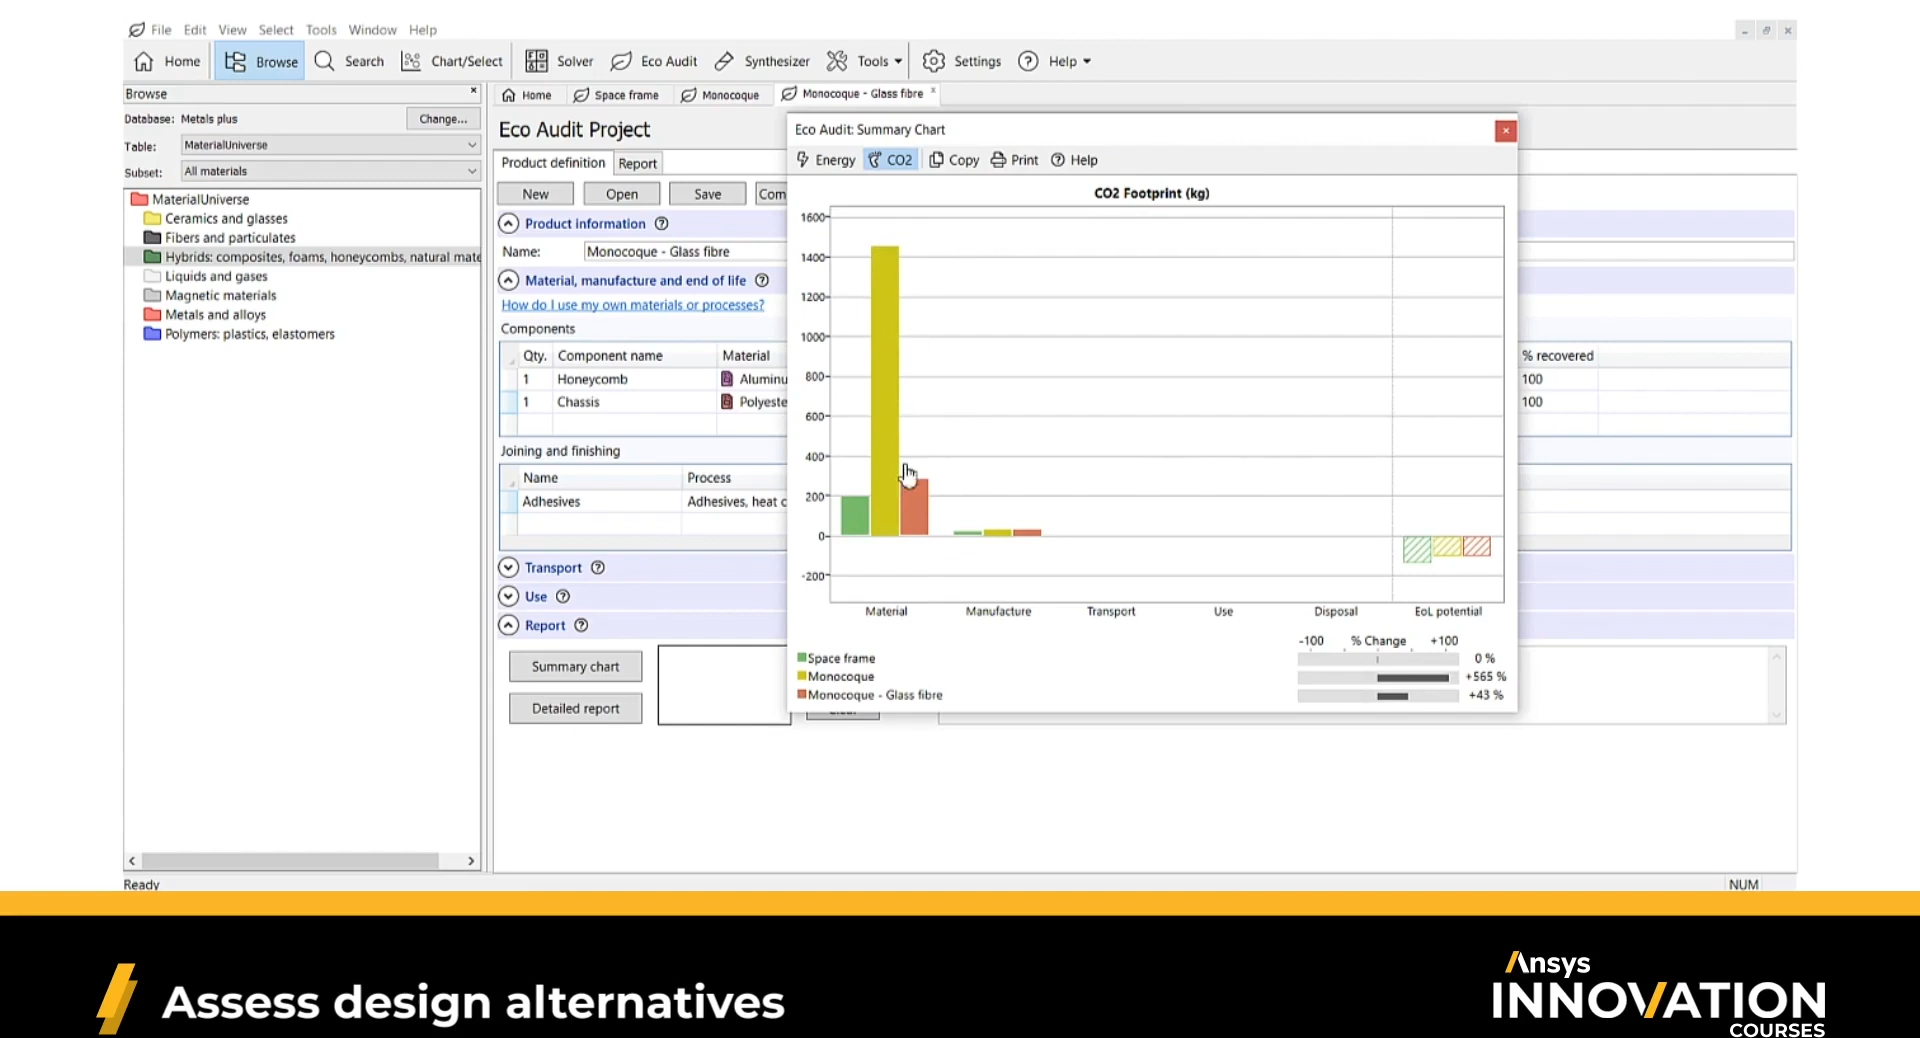 File Edit View Select Tools Window Help
Home Browse Search Chart/Select Solver Eco Audit Synthesizer Tools Settings Help
Browse
Database: Metals plus Change...
Table: MaterialUniverse
Subset: All materials
MaterialUniverse
Ceramics and glasses
Fibers and particulates
Hybrids: composites, foams, honeycombs, natural mate
Liquids and gases
Magnetic materials
Metals and alloys
Polymers: plastics, elastomers
Home Space frame Monocoque Monocoque - Glass fibre
Eco Audit Project
Product definition Report
New Open Save Com
Product information
Name: Monocoque - Glass fibre
Material, manufacture and end of life
How do I use my own materials or processes?
Components
Qty. Component name Material % recovered
1 Honeycomb Aluminu 100
1 Chassis Polyeste 100
Joining and finishing
Name Process
Adhesives Adhesives, heat c
Transport
Use
Report
Summary chart
Detailed report
Eco Audit: Summary Chart
Energy CO2 Copy Print Help
CO2 Footprint (kg)
1600
1400
1200
1000
800
600
400
200
0
-200
Material Manufacture Transport Use Disposal EoL potential
-100 % Change +100
Space frame 0 %
Monocoque +565 %
Monocoque - Glass fibre +43 %
Ready NUM
Assess design alternatives
Ansys
INNOVATION
COURSES